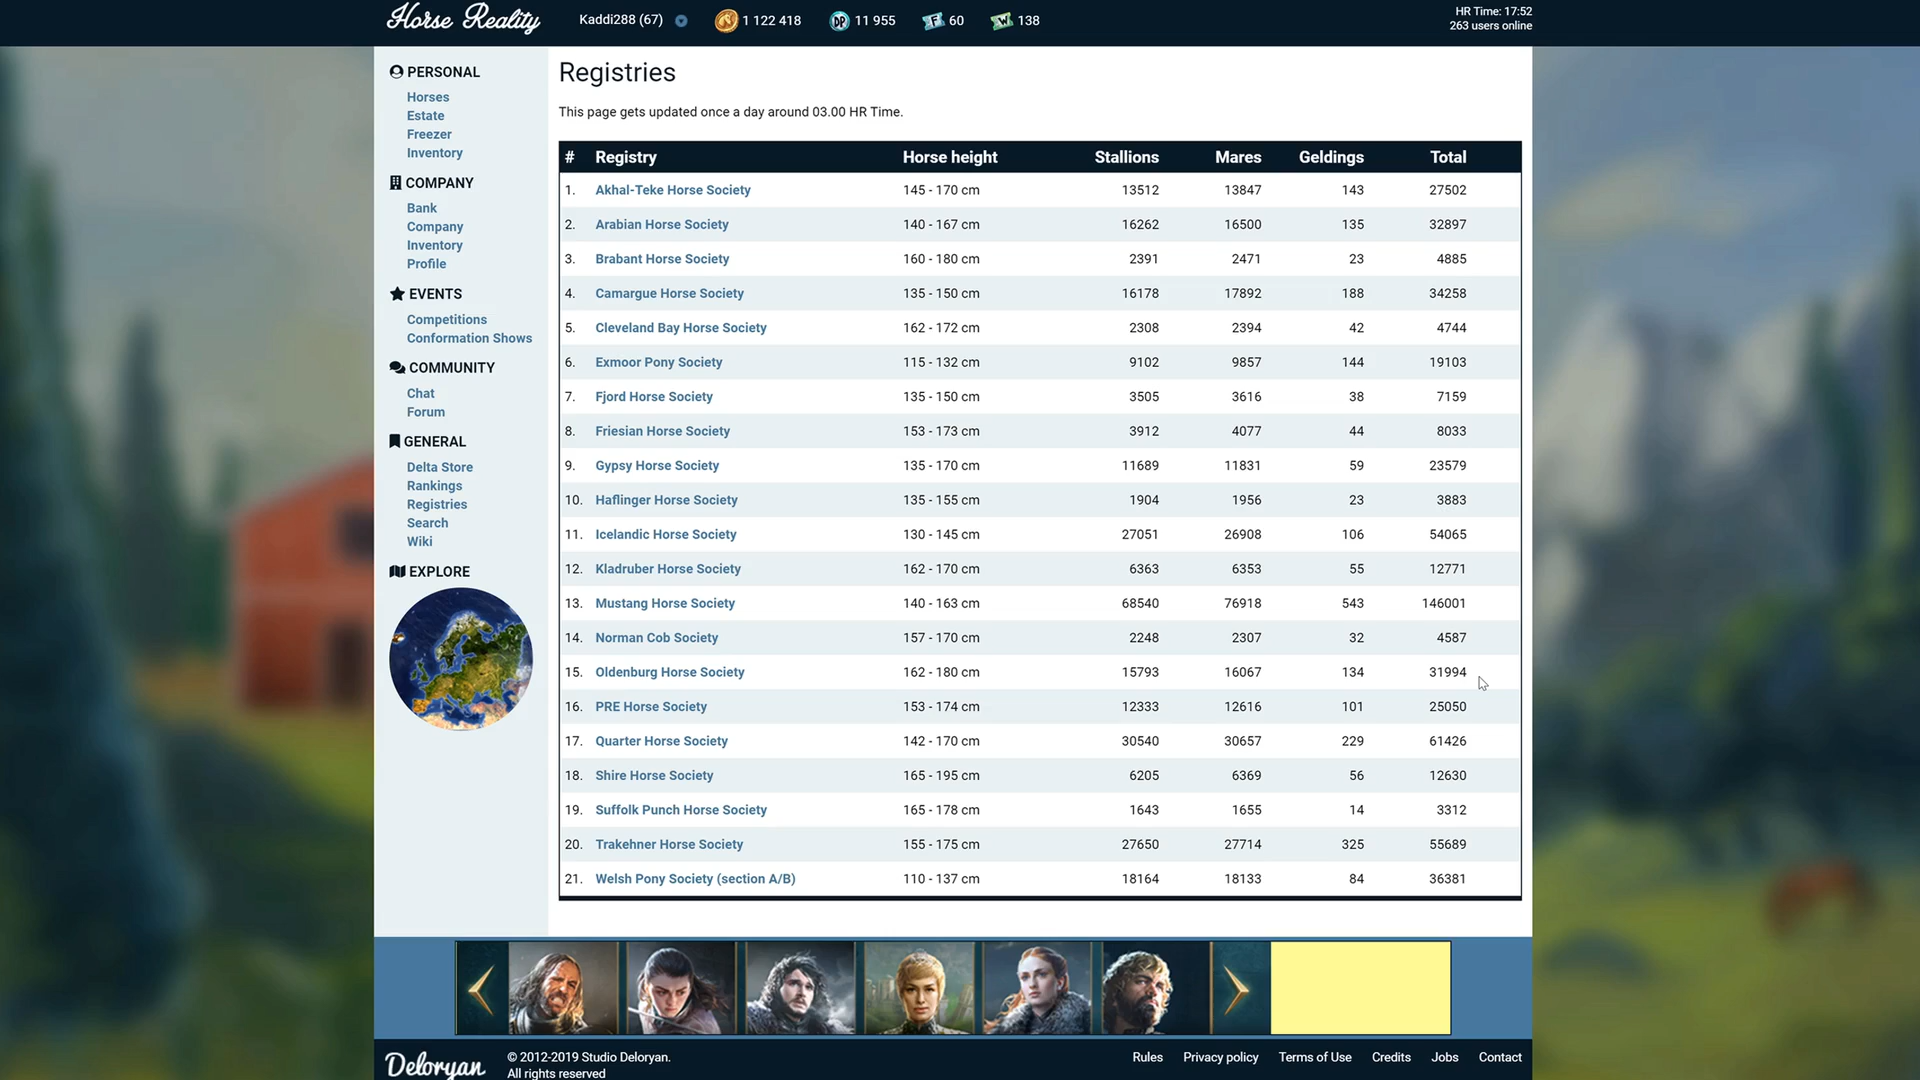 Horse Reality
Kaddi288 (67)
1 122 418
DP
11 955
F
60
W
138
HR Time: 17:52
263 users online
PERSONAL
Horses
Estate
Freezer
Inventory
COMPANY
Bank
Company
Inventory
Profile
EVENTS
Competitions
Conformation Shows
COMMUNITY
Chat
Forum
GENERAL
Delta Store
Rankings
Registries
Search
Wiki
EXPLORE
Registries
This page gets updated once a day around 03.00 HR Time.
# Registry Horse height Stallions Mares Geldings Total
1. Akhal-Teke Horse Society 145 - 170 cm 13512 13847 143 27502
2. Arabian Horse Society 140 - 167 cm 16262 16500 135 32897
3. Brabant Horse Society 160 - 180 cm 2391 2471 23 4885
4. Camargue Horse Society 135 - 150 cm 16178 17892 188 34258
5. Cleveland Bay Horse Society 162 - 172 cm 2308 2394 42 4744
6. Exmoor Pony Society 115 - 132 cm 9102 9857 144 19103
7. Fjord Horse Society 135 - 150 cm 3505 3616 38 7159
8. Friesian Horse Society 153 - 173 cm 3912 4077 44 8033
9. Gypsy Horse Society 135 - 170 cm 11689 11831 59 23579
10. Haflinger Horse Society 135 - 155 cm 1904 1956 23 3883
11. Icelandic Horse Society 130 - 145 cm 27051 26908 106 54065
12. Kladruber Horse Society 162 - 170 cm 6363 6353 55 12771
13. Mustang Horse Society 140 - 163 cm 68540 76918 543 146001
14. Norman Cob Society 157 - 170 cm 2248 2307 32 4587
15. Oldenburg Horse Society 162 - 180 cm 15793 16067 134 31994
16. PRE Horse Society 153 - 174 cm 12333 12616 101 25050
17. Quarter Horse Society 142 - 170 cm 30540 30657 229 61426
18. Shire Horse Society 165 - 195 cm 6205 6369 56 12630
19. Suffolk Punch Horse Society 165 - 178 cm 1643 1655 14 3312
20. Trakehner Horse Society 155 - 175 cm 27650 27714 325 55689
21. Welsh Pony Society (section A/B) 110 - 137 cm 18164 18133 84 36381
Deloryan
© 2012-2019 Studio Deloryan.
All rights reserved
Rules Privacy policy Terms of Use Credits Jobs Contact